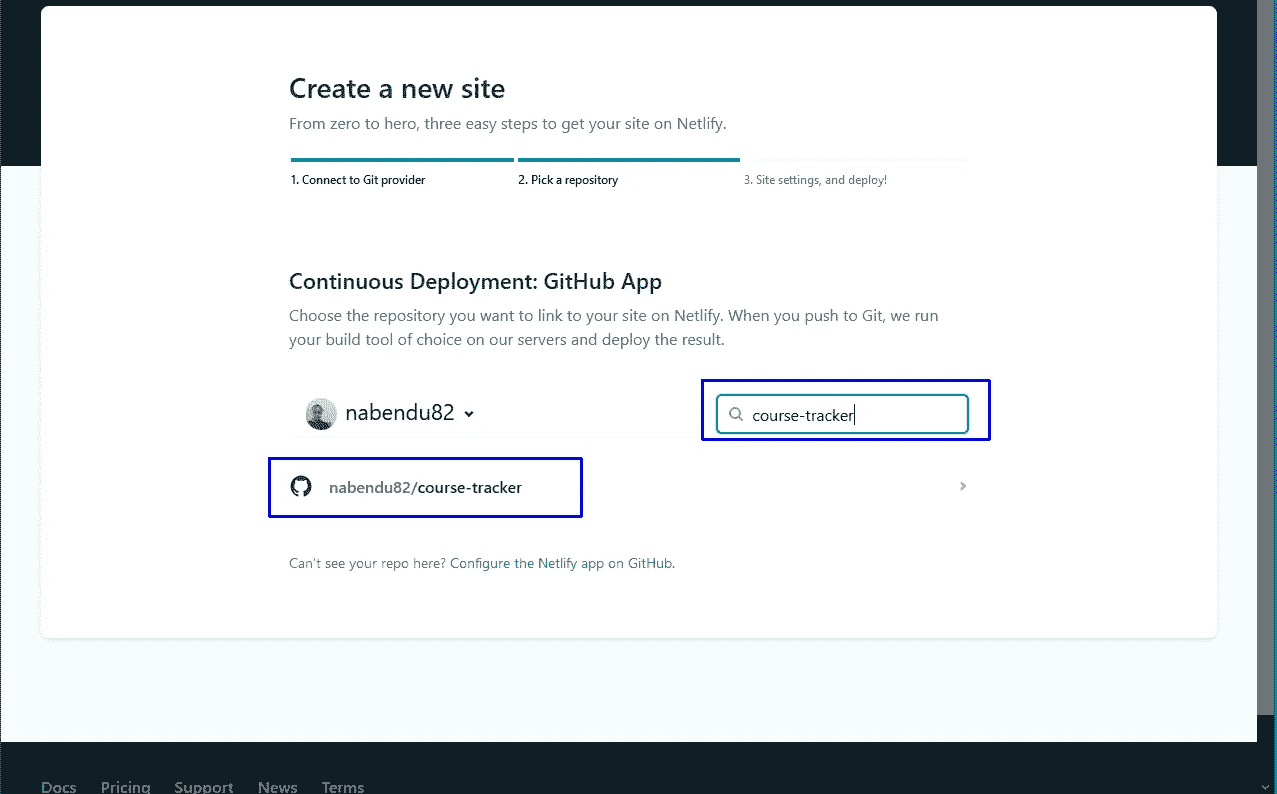 Create a new site
From zero to hero, three easy steps to get your site on Netlify.
1. Connect to Git provider
2. Pick a repository
3. Site settings, and deploy!
Continuous Deployment: GitHub App
Choose the repository you want to link to your site on Netlify. When you push to Git, we run
your build tool of choice on our servers and deploy the result.
nabendu82
course-tracker
nabendu82/course-tracker
Can't see your repo here? Configure the Netlify app on GitHub.
Docs Pricing Support News Terms